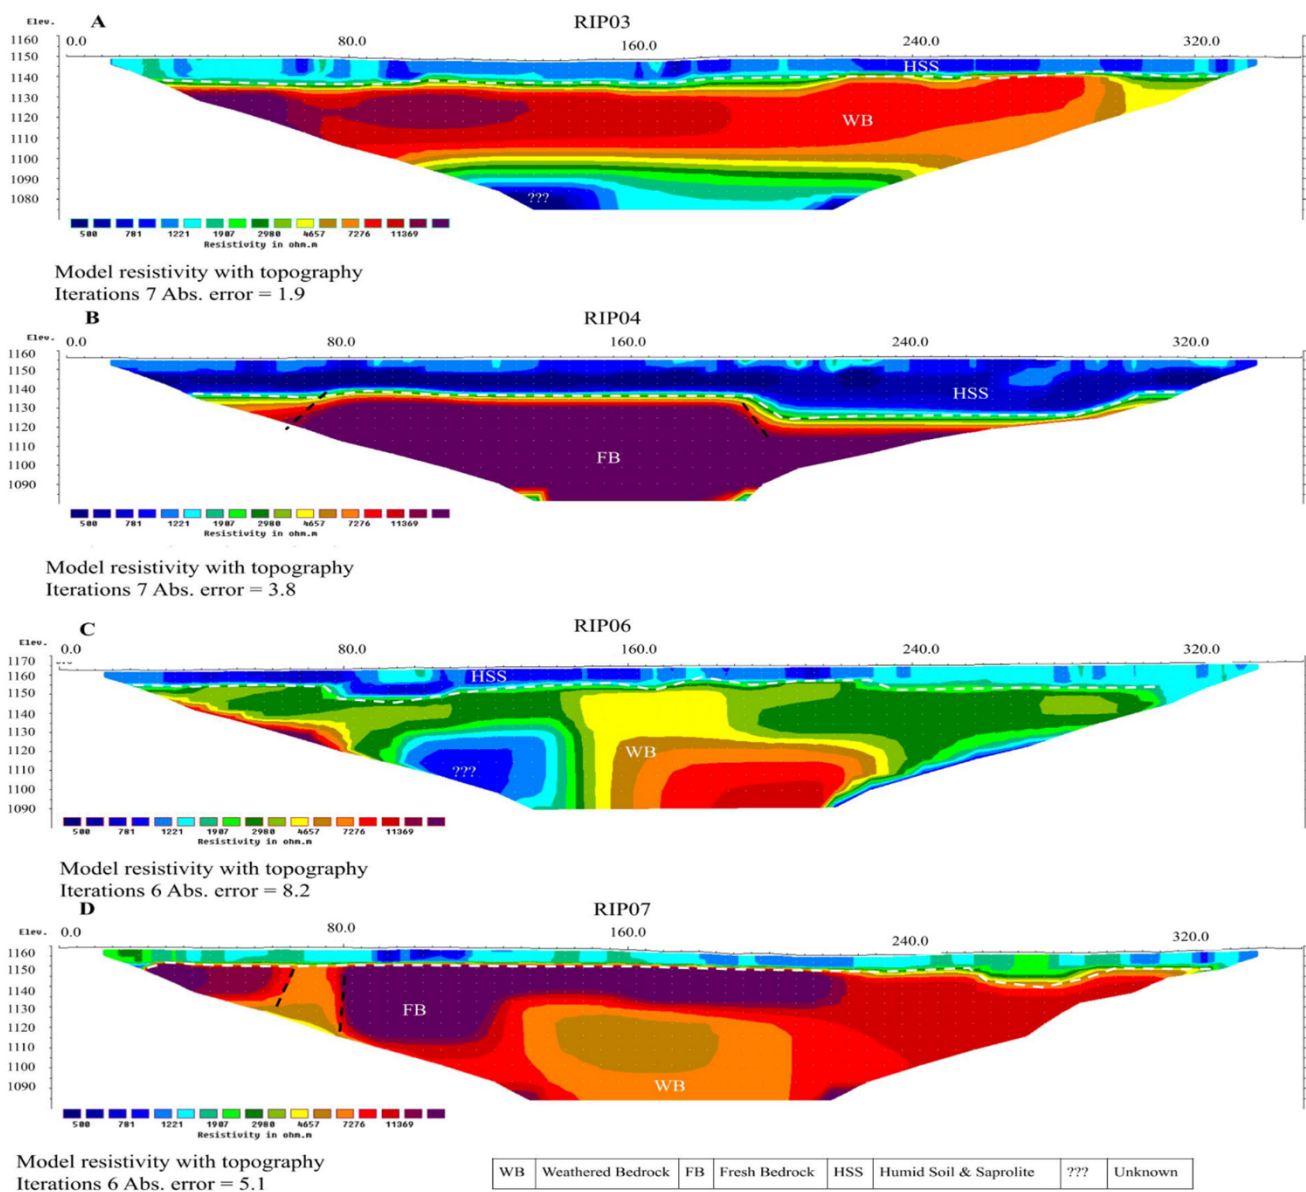 A RIP03
Elev.
0.0 80.0 160.0 240.0 320.0
1160
1150
1140
1130
1120
1110
1100
1090
1080
HSS
WB
???
500 781 1221 1907 2980 4657 7276 11369
Resistivity in ohm.m
Model resistivity with topography
Iterations 7 Abs. error = 1.9
B RIP04
Elev.
0.0 80.0 160.0 240.0 320.0
1160
1150
1140
1130
1120
1110
1100
1090
HSS
FB
500 781 1221 1907 2980 4657 7276 11369
Resistivity in ohm.m
Model resistivity with topography
Iterations 7 Abs. error = 3.8
C RIP06
Elev.
0.0 80.0 160.0 240.0 320.0
1170
1160
1150
1140
1130
1120
1110
1100
1090
HSS
WB
???
500 781 1221 1907 2980 4657 7276 11369
Resistivity in ohm.m
Model resistivity with topography
Iterations 6 Abs. error = 8.2
D RIP07
Elev.
0.0 80.0 160.0 240.0 320.0
1160
1150
1140
1130
1120
1110
1100
1090
FB
WB
500 781 1221 1907 2980 4657 7276 11369
Resistivity in ohm.m
Model resistivity with topography
Iterations 6 Abs. error = 5.1
WB Weathered Bedrock FB Fresh Bedrock HSS Humid Soil & Saprolite ??? Unknown